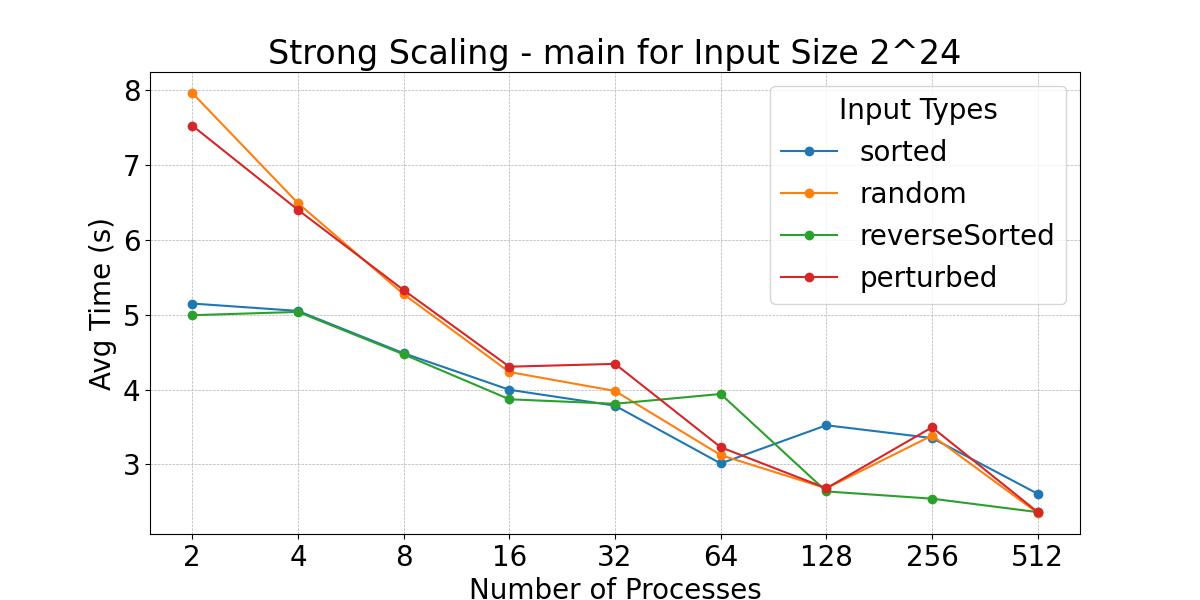 Strong Scaling - main for Input Size 2^24
Avg Time (s)
8
7
6
5
4
3
Input Types
sorted
random
reverseSorted
perturbed
2 4 8 16 32 64 128 256 512
Number of Processes